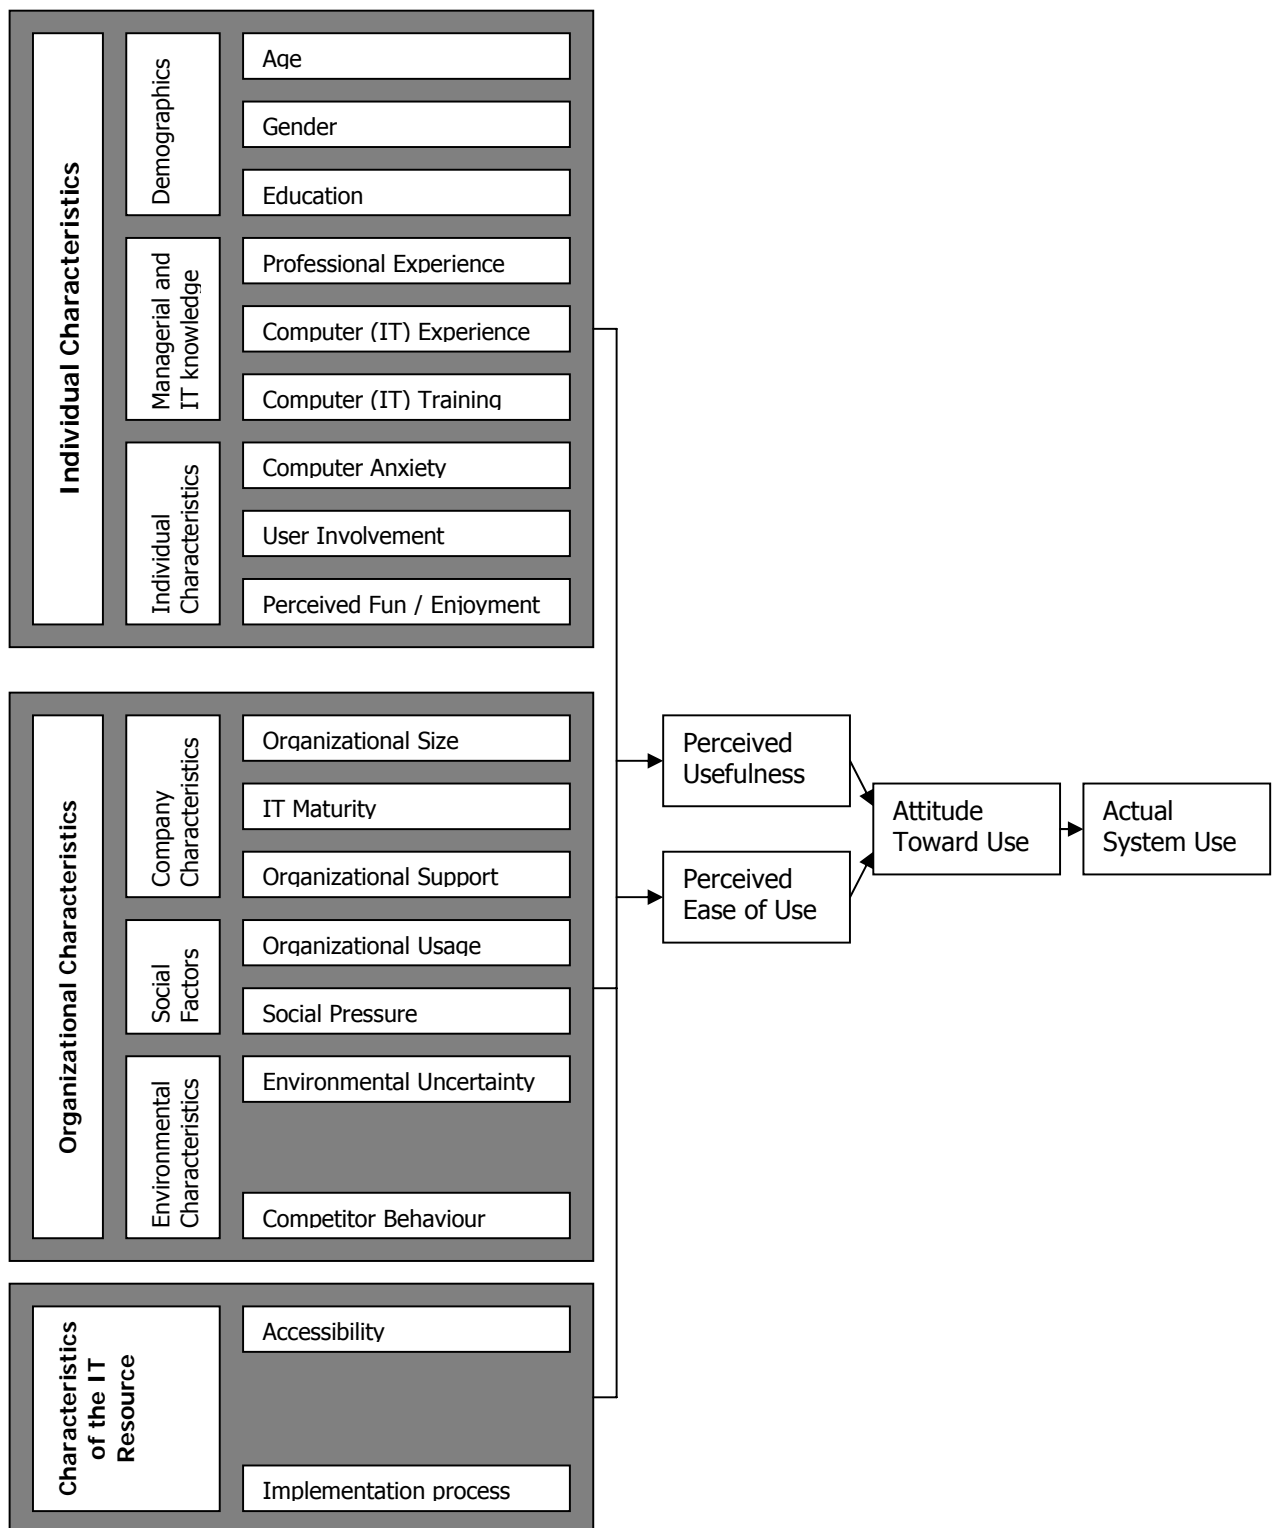 Individual Characteristics
Demographics
Age
Gender
Education
Managerial and
IT knowledge
Professional Experience
Computer (IT) Experience
Computer (IT) Training
Individual
Characteristics
Computer Anxiety
User Involvement
Perceived Fun / Enjoyment
Organizational Characteristics
Company
Characteristics
Organizational Size
IT Maturity
Organizational Support
Social
Factors
Organizational Usage
Social Pressure
Environmental
Characteristics
Environmental Uncertainty
Competitor Behaviour
Characteristics
of the IT
Resource
Accessibility
Implementation process
Perceived
Usefulness
Perceived
Ease of Use
Attitude
Toward Use
Actual
System Use